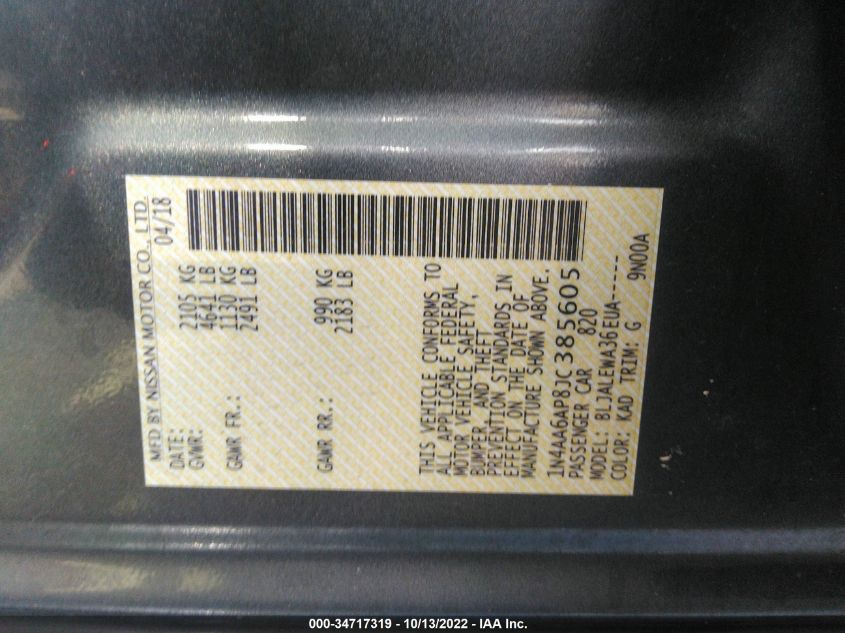 MFD BY NISSAN MOTOR CO., LTD.
DATE: 04/18
GVWR: 2105 KG
4641 LB
GAWR FR.: 1130 KG
2491 LB
GAWR RR.: 990 KG
2183 LB
THIS VEHICLE CONFORMS TO
ALL APPLICABLE FEDERAL
MOTOR VEHICLE SAFETY,
BUMPER, AND THEFT
PREVENTION STANDARDS IN
EFFECT ON THE DATE OF
MANUFACTURE SHOWN ABOVE.
1N4AA6AP8JC385605
PASSENGER CAR 820
MODEL: BLJALEWA36EUA-----
COLOR: KAD TRIM: G 9N00A
000-34717319 - 10/13/2022 - IAA Inc.